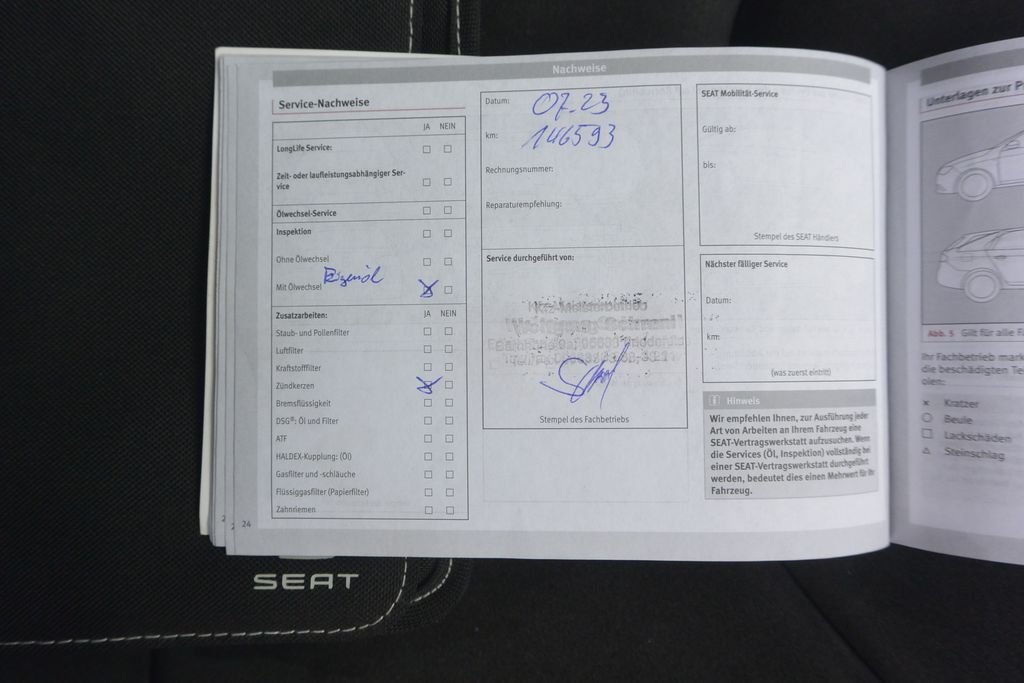 Nachweise
Service-Nachweise
JA NEIN
LongLife Service:
Zeit- oder laufleistungsabhängiger Ser-
vice
Ölwechsel-Service
Inspektion
Ohne Ölwechsel
Mit Ölwechsel Eigenöl
Zusatzarbeiten: JA NEIN
Staub- und Pollenfilter
Luftfilter
Kraftstofffilter
Zündkerzen
Bremsflüssigkeit
DSG®: Öl und Filter
ATF
HALDEX-Kupplung: (Öl)
Gasfilter und -schläuche
Flüssiggasfilter (Papierfilter)
Zahnriemen
24
Datum: 07.23
km: 146593
Rechnungsnummer:
Reparaturempfehlung:
Service durchgeführt von:
Stempel des Fachbetriebs
SEAT Mobilität-Service
Gültig ab:
bis:
Stempel des SEAT Händlers
Nächster fälliger Service
Datum:
km:
(was zuerst eintritt)
Hinweis
Wir empfehlen Ihnen, zur Ausführung jeder
Art von Arbeiten an Ihrem Fahrzeug eine
SEAT-Vertragswerkstatt aufzusuchen. Wenn
die Services (Öl, Inspektion) vollständig bei
einer SEAT-Vertragswerkstatt durchgeführt
werden, bedeutet dies einen Mehrwert für Ihr
Fahrzeug.
Unterlagen zur
Abb. 5 Gilt für alle
Ihr Fachbetrieb
die beschädigten
olen:
× Kratzer
○ Beule
□ Lackschäden
△ Steinschlag
SEAT